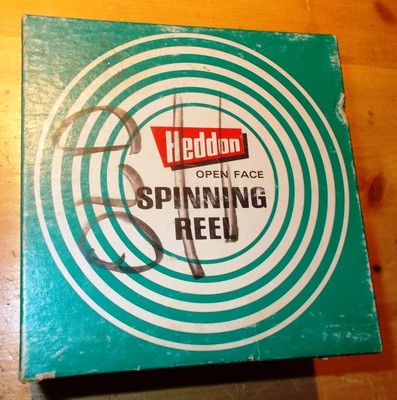 Heddon
OPEN FACE
SPINNING
REEL